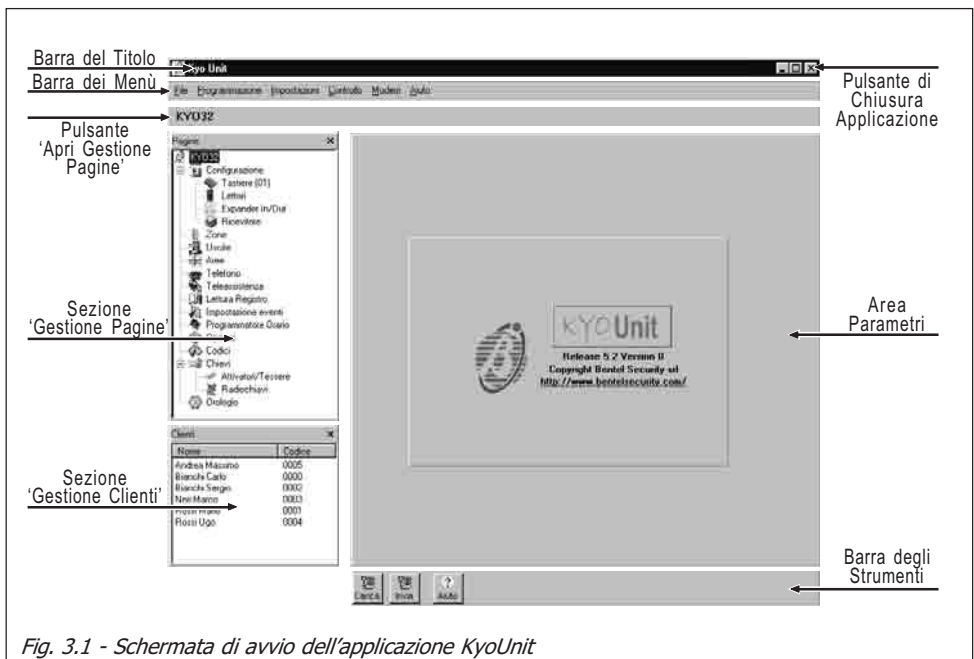 Barra del Titolo
Kyo Unit
Barra dei Menù
File Programmazione Impostazioni Controllo Modem Aiuto
Pulsante di
Chiusura
Applicazione
KYO32
Pulsante
‘Apri Gestione
Pagine’
Pagine
KYO32
Configurazione
Tastiere (01)
Lettori
Expander In/Out
Ricevitore
Zone
Uscite
Aree
Telefono
Teleassistenza
Lettura Registro
Impostazione eventi
Programmatore Orario
Codici
Chiavi
Attivatori/Tessere
Radiochiavi
Orologio
Sezione
‘Gestione Pagine’
KYO Unit
Release 5.2 Version 0
Copyright Bentel Security srl
http://www.bentelsecurity.com/
Area
Parametri
Clienti
Nome Codice
Andrea Massimo 0005
Bianchi Carlo 0000
Bianchi Sergio 0002
Neri Marco 0003
Rossi Mario 0001
Rossi Ugo 0004
Sezione
‘Gestione Clienti’
Carica Invia Aiuto
Barra degli
Strumenti
Fig. 3.1 - Schermata di avvio dell’applicazione KyoUnit